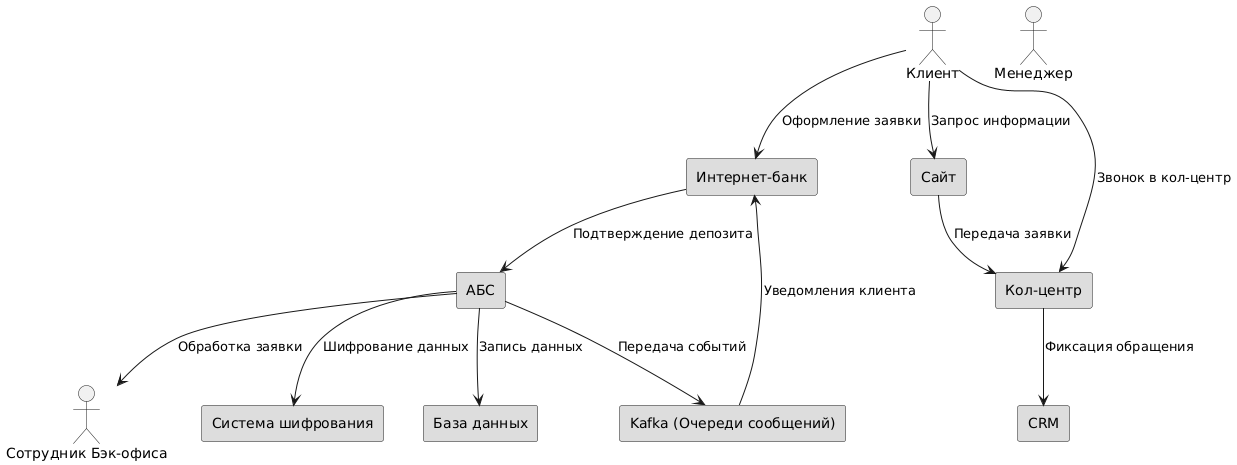 Клиент
Менеджер
Оформление заявки
Запрос информации
Звонок в кол-центр
Интернет-банк
Сайт
Подтверждение депозита
Передача заявки
АБС
Уведомления клиента
Кол-центр
Обработка заявки
Шифрование данных
Запись данных
Передача событий
Фиксация обращения
Сотрудник Бэк-офиса
Система шифрования
База данных
Kafka (Очереди сообщений)
CRM